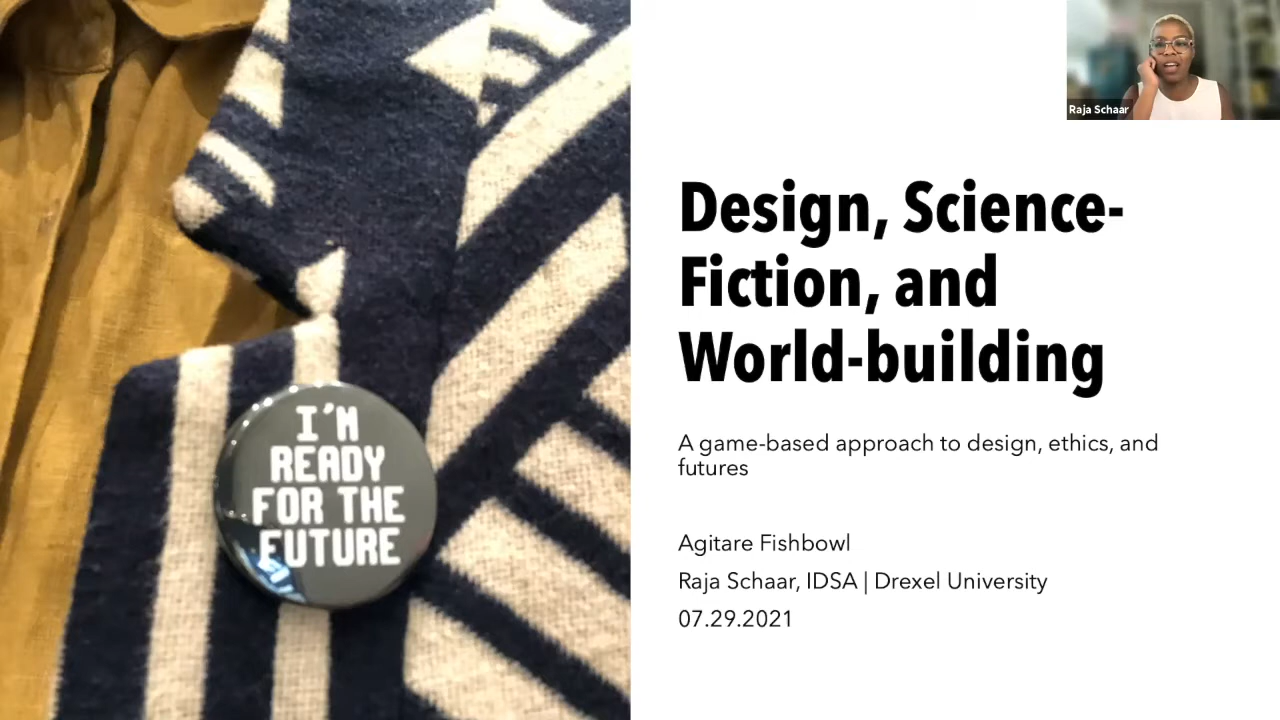 Raja Schaar
Design, Science-
Fiction, and
World-building
A game-based approach to design, ethics, and
futures
Agitare Fishbowl
Raja Schaar, IDSA | Drexel University
07.29.2021
I'M
READY
FOR THE
FUTURE